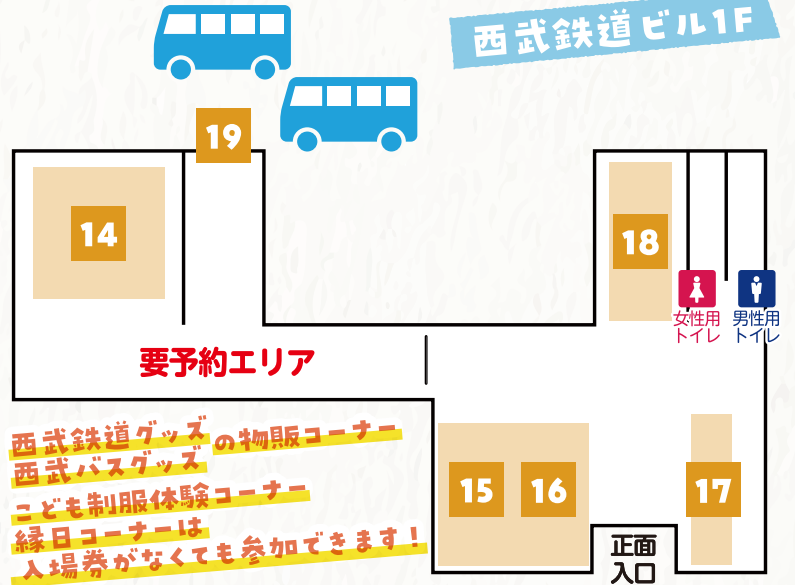 西武鉄道ビル1F
19
14
18
女性用
トイレ
男性用
トイレ
要予約エリア
西武鉄道グッズの物販コーナー
西武バスグッズ
こども制服体験コーナー
縁日コーナーは
入場券がなくても参加できます!
15
16
17
正面
入口